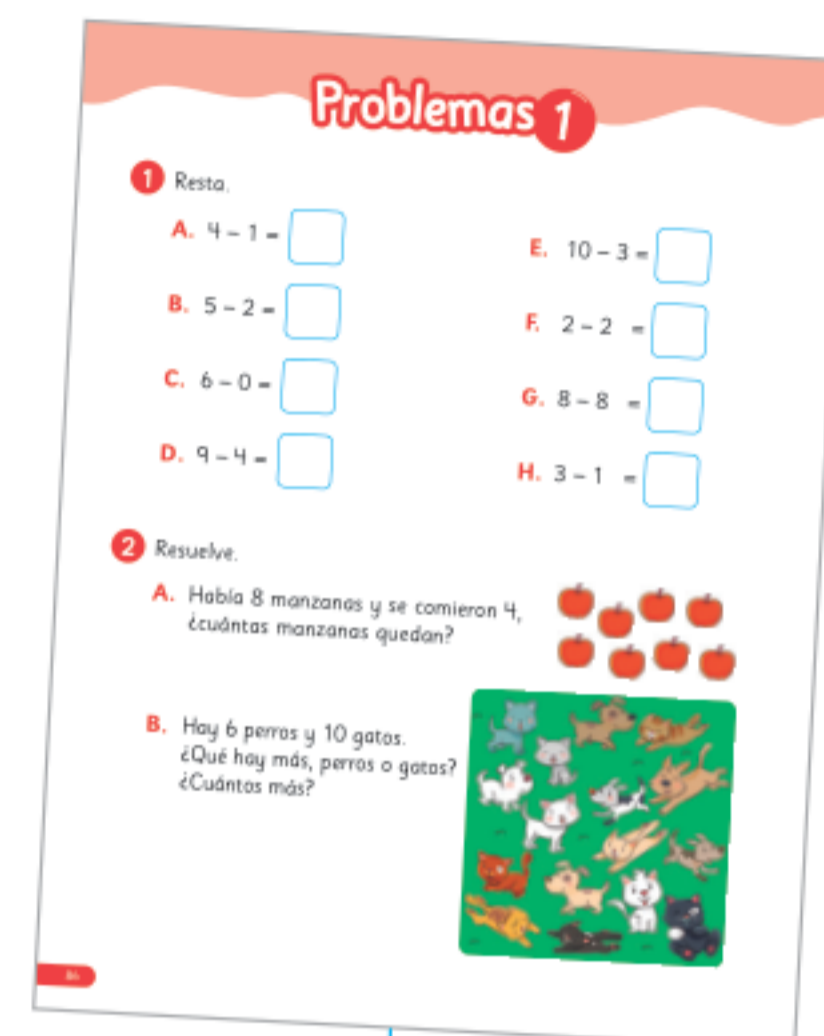 Problemas 1
1 Resta.
A. 4 – 1 =
B. 5 – 2 =
C. 6 – 0 =
D. 9 – 4 =
E. 10 – 3 =
F. 2 – 2 =
G. 8 – 8 =
H. 3 – 1 =
2 Resuelve.
A. Había 8 manzanas y se comieron 4,
¿cuántas manzanas quedan?
B. Hay 6 perros y 10 gatos.
¿Qué hay más, perros o gatos?
¿Cuántos más?